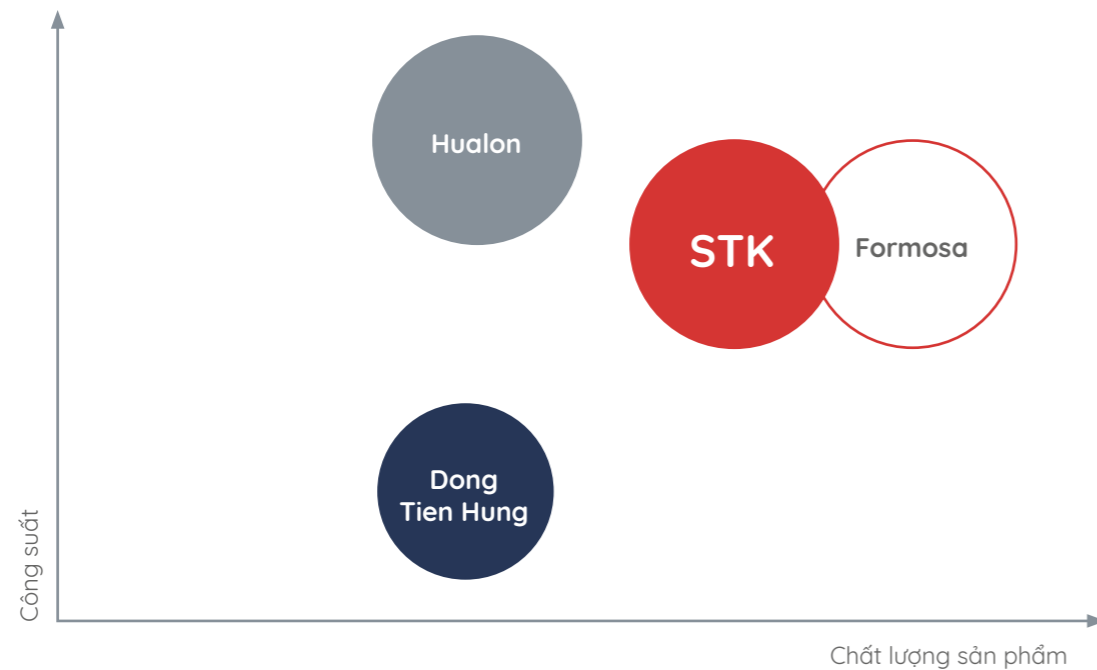 Hualon
STK
Formosa
Dong
Tien Hung
Công suất
Chất lượng sản phẩm